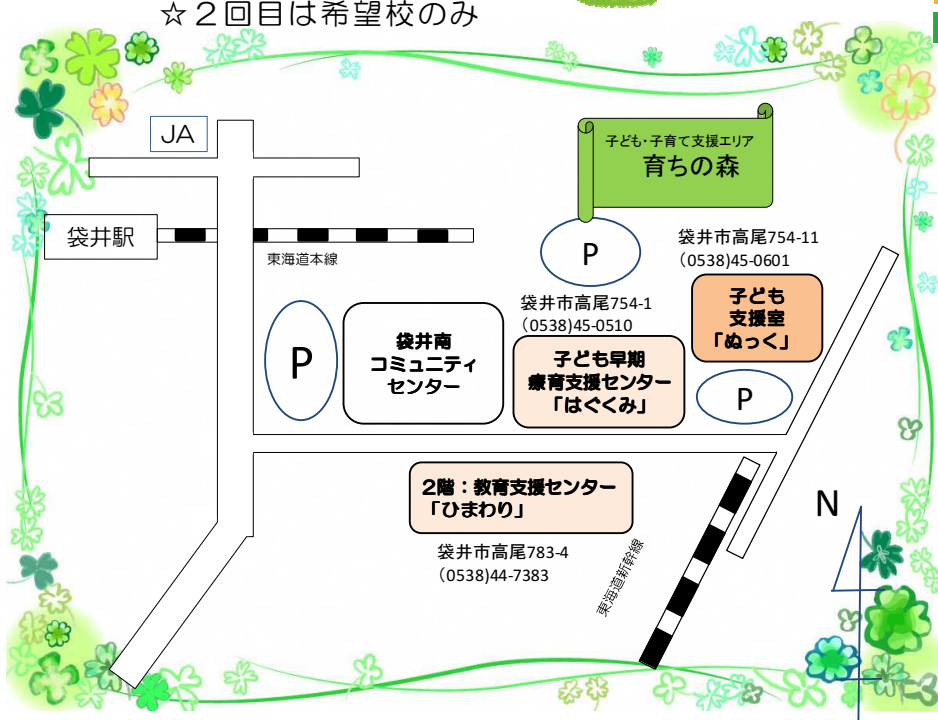 ☆２回目は希望校のみ
JA
子ども・子育て支援エリア
育ちの森
袋井駅
東海道本線
P
袋井市高尾754-11
（0538)45-0601
子ども
支援室
「ぬっく」
袋井市高尾754-1
（0538)45-0510
P
袋井南
コミュニティ
センター
子ども早期
療育支援センター
「はぐくみ」
P
2階：教育支援センター
「ひまわり」
袋井市高尾783-4
（0538)44-7383
東海道新幹線
N